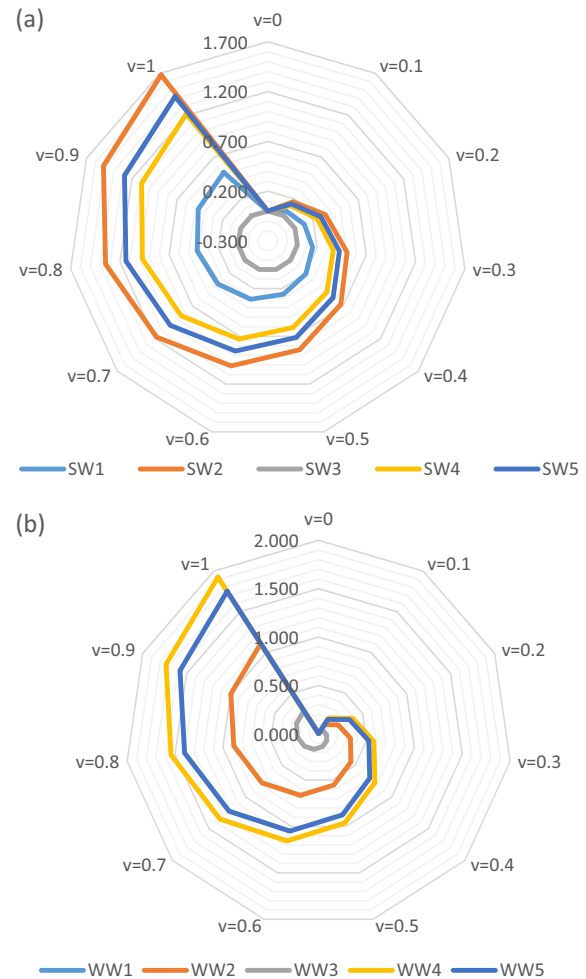 (a)
v=0
1.700
v=1
v=0.1
1.200
v=0.9
0.700
v=0.2
0.200
-0.300
v=0.8
v=0.3
v=0.7
v=0.4
v=0.6
v=0.5
SW1 SW2 SW3 SW4 SW5
(b)
v=0
2.000
v=1
v=0.1
1.500
v=0.9
1.000
v=0.2
0.500
0.000
v=0.8
v=0.3
v=0.7
v=0.4
v=0.6
v=0.5
WW1 WW2 WW3 WW4 WW5